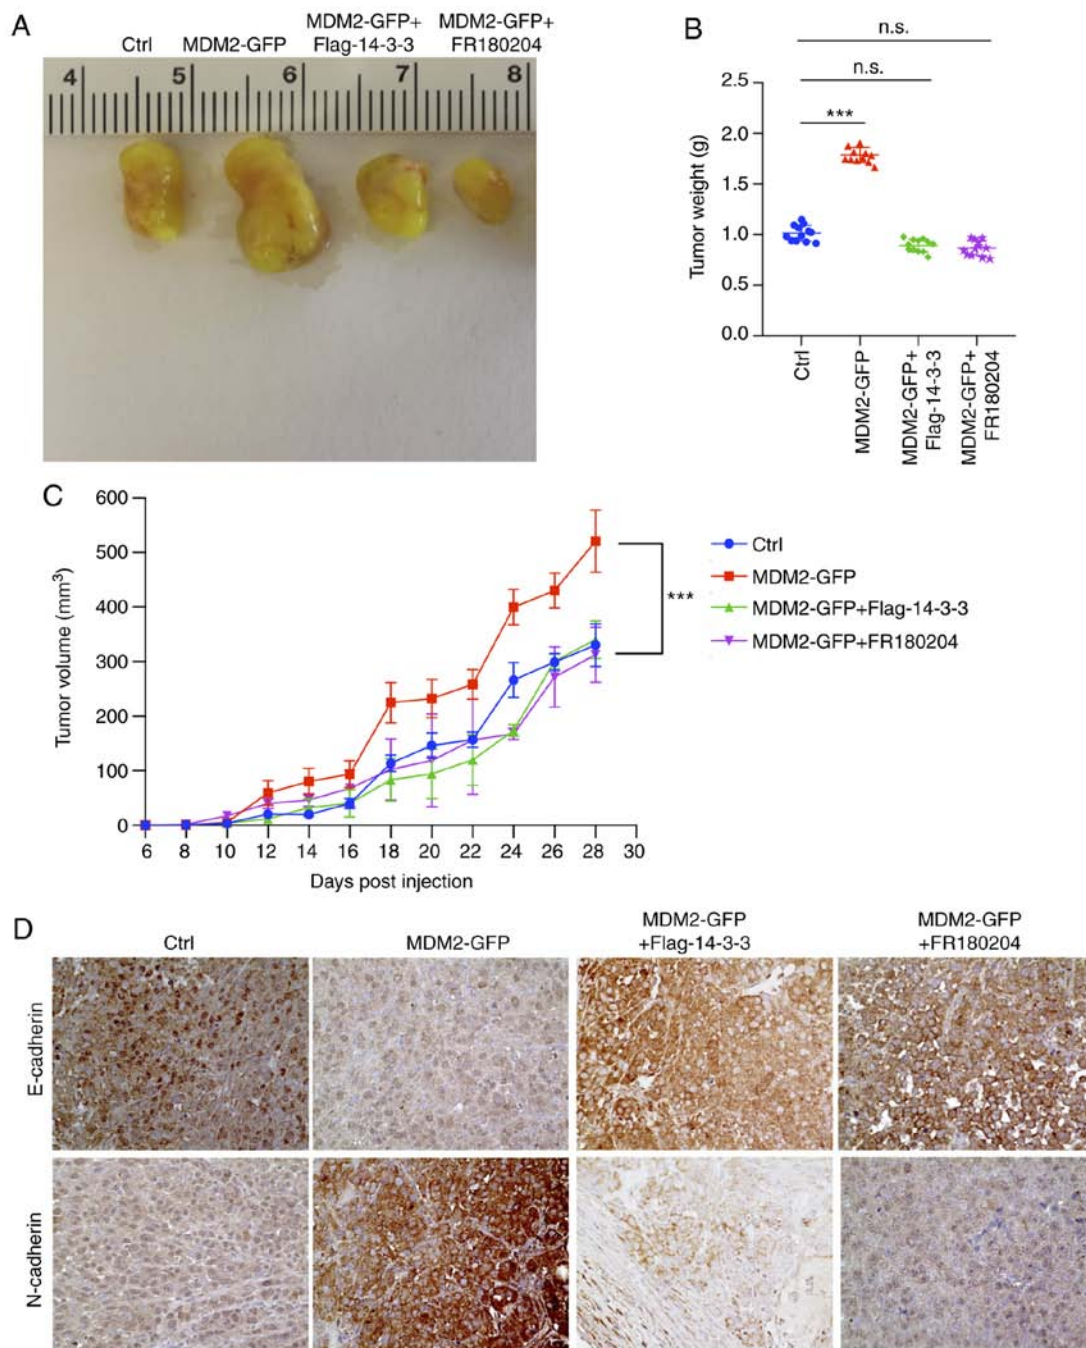 A
Ctrl
MDM2-GFP
MDM2-GFP+
Flag-14-3-3
MDM2-GFP+
FR180204
4
5
6
7
8
B
n.s.
n.s.
***
2.5
2.0
1.5
1.0
0.5
0.0
Tumor weight (g)
Ctrl
MDM2-GFP
MDM2-GFP+
Flag-14-3-3
MDM2-GFP+
FR180204
C
600
500
400
300
200
100
0
Tumor volume (mm³)
6 8 10 12 14 16 18 20 22 24 26 28 30
Days post injection
Ctrl
MDM2-GFP
MDM2-GFP+Flag-14-3-3
MDM2-GFP+FR180204
***
D
Ctrl
MDM2-GFP
MDM2-GFP
+Flag-14-3-3
MDM2-GFP
+FR180204
E-cadherin
N-cadherin